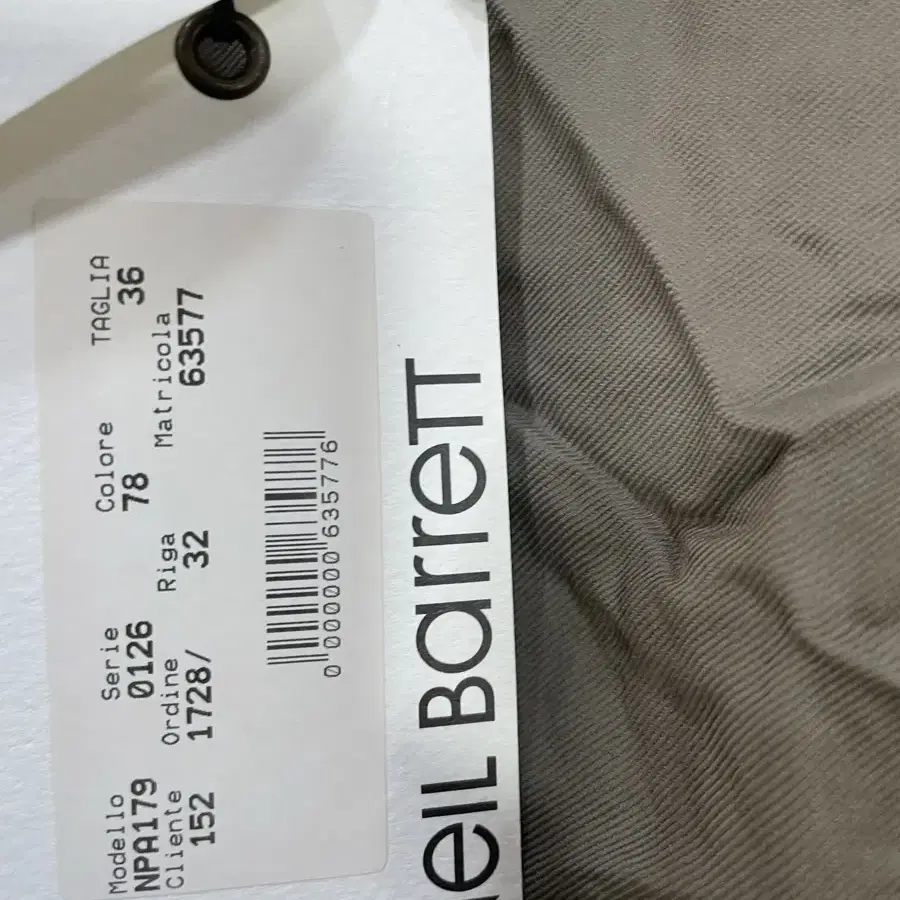 Modello Serie Colore TAGLIA
NPA179 0126 78 36
Cliente Ordine Riga Matricola
152 1728/ 32 63577
0"000000"635776"
NEIL BarreTT